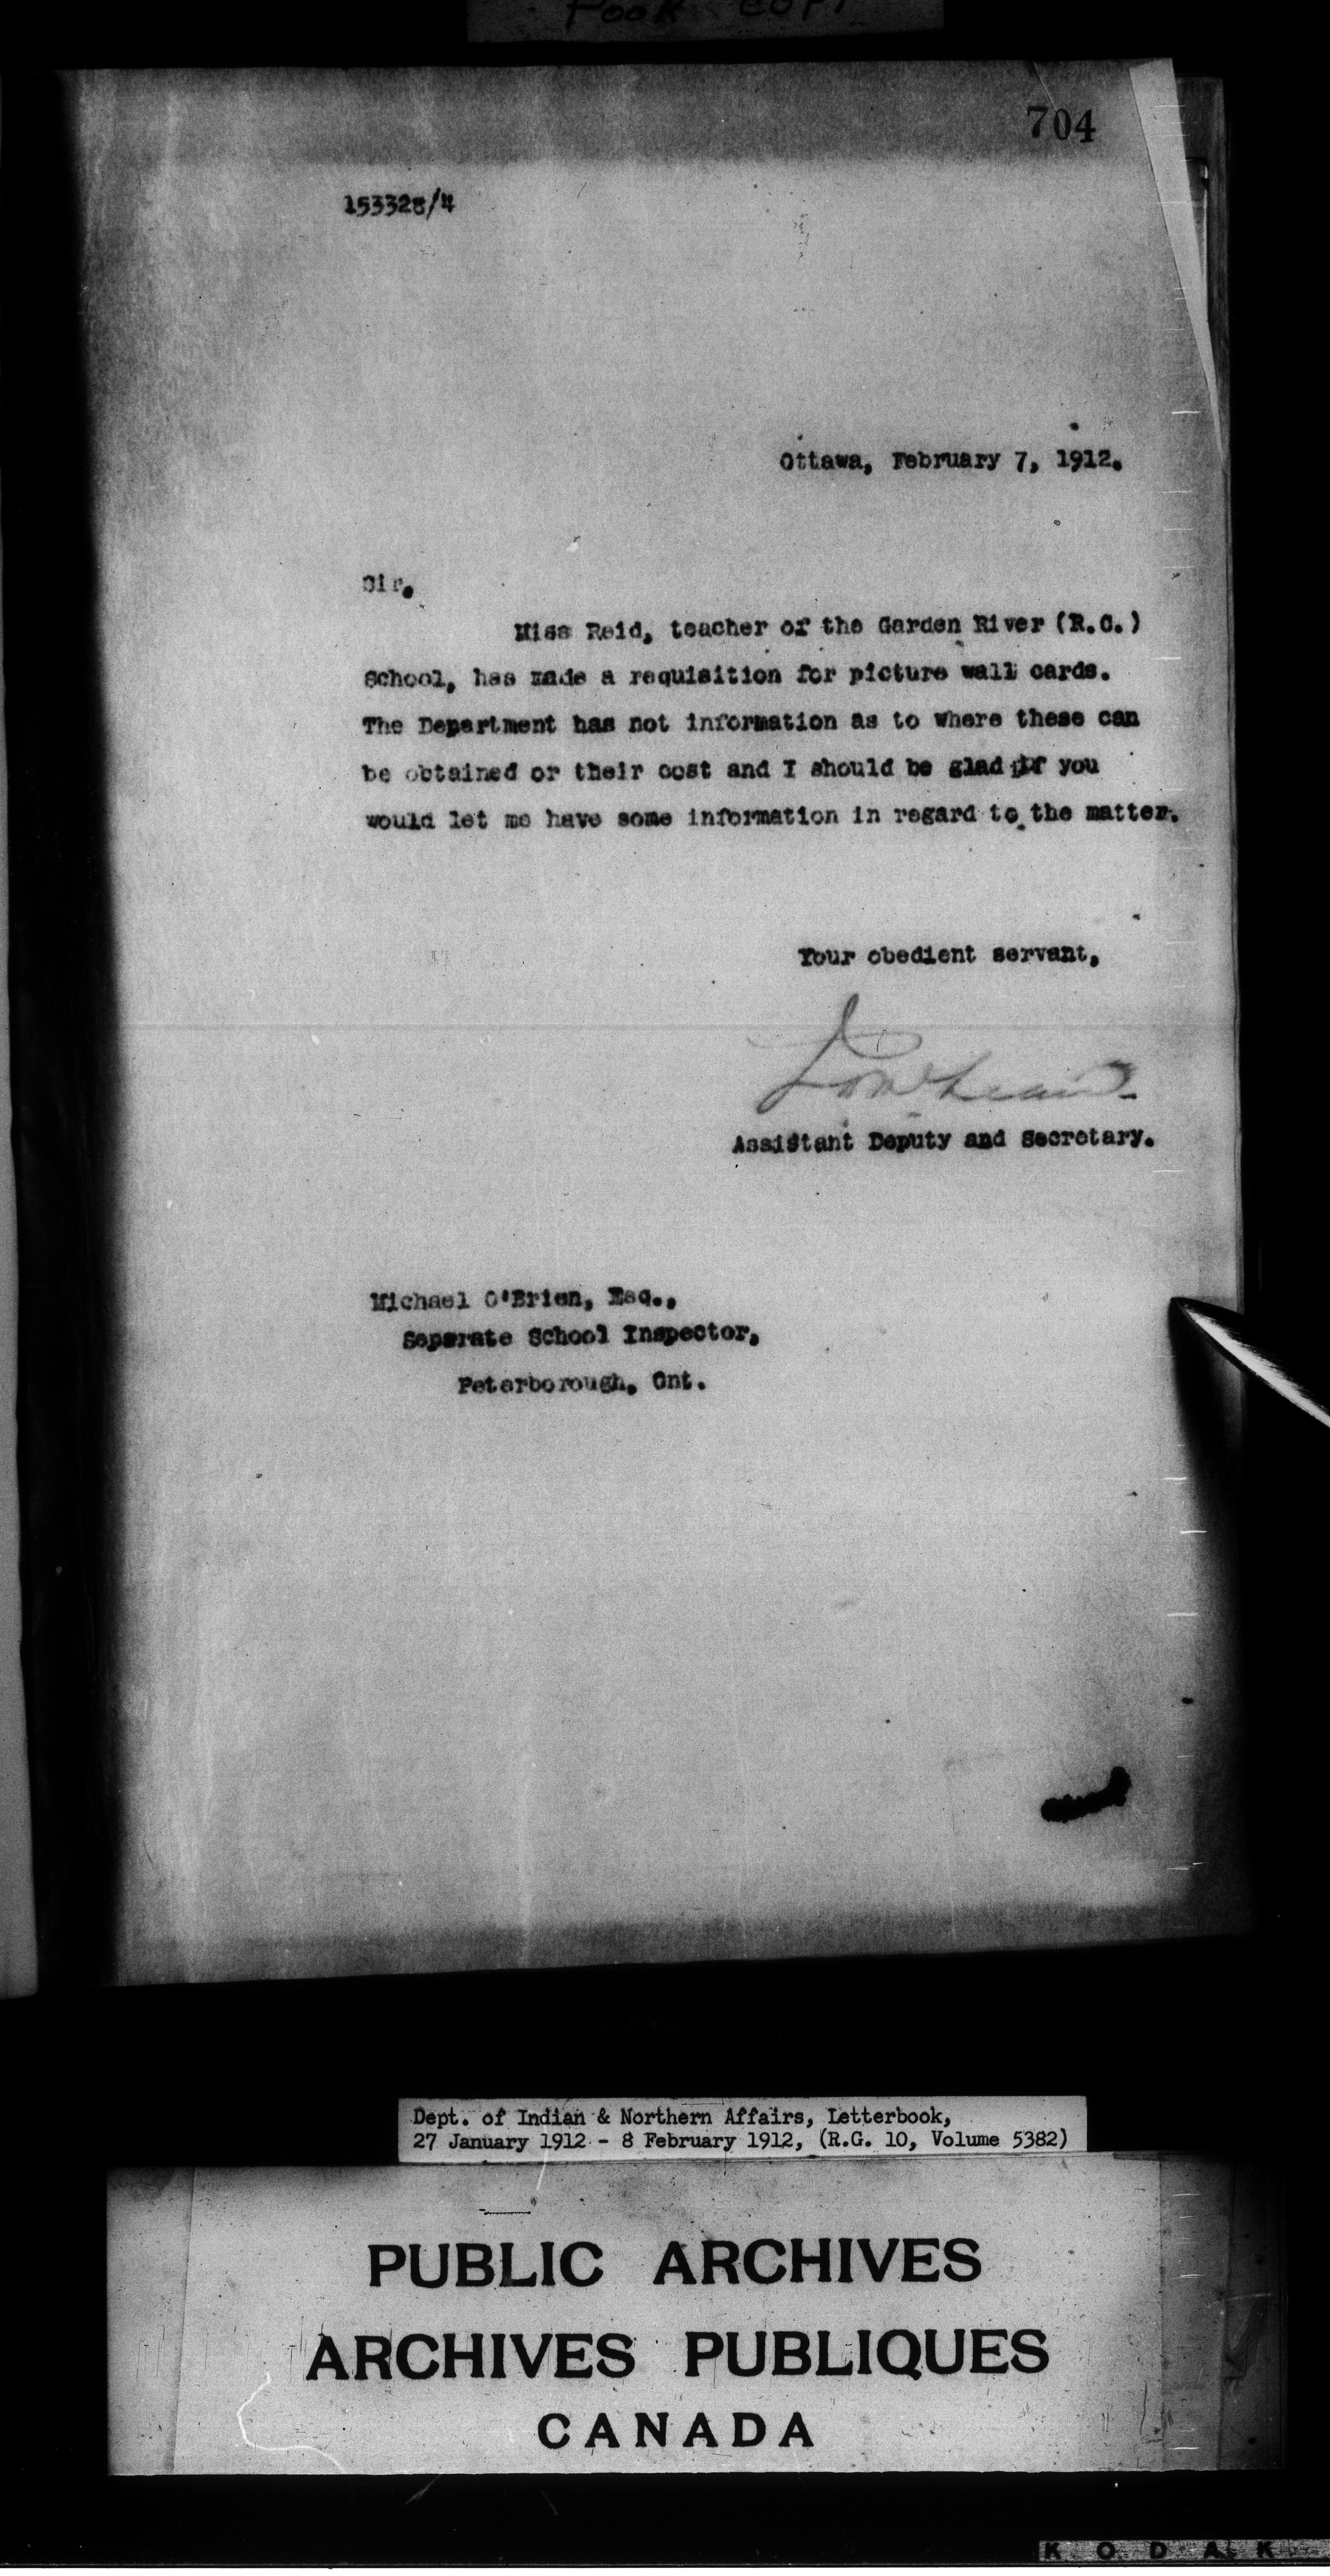 POOR COPY
704
153328/4
Ottawa, February 7, 1912.
Sir,
Miss Reid, teacher of the Garden River (R.C.)
School, has made a requisition for picture wall cards.
The Department has not information as to where these can
be obtained or their cost and I should be glad if you
would let me have some information in regard to the matter.
Your obedient servant,
Assistant Deputy and Secretary.
Michael O'Brien, Esq.,
Separate School Inspector,
Peterborough, Ont.
Dept. of Indian & Northern Affairs, Letterbook,
27 January 1912 - 8 February 1912, (R.G. 10, Volume 5382)
PUBLIC ARCHIVES
ARCHIVES PUBLIQUES
CANADA
KODAK